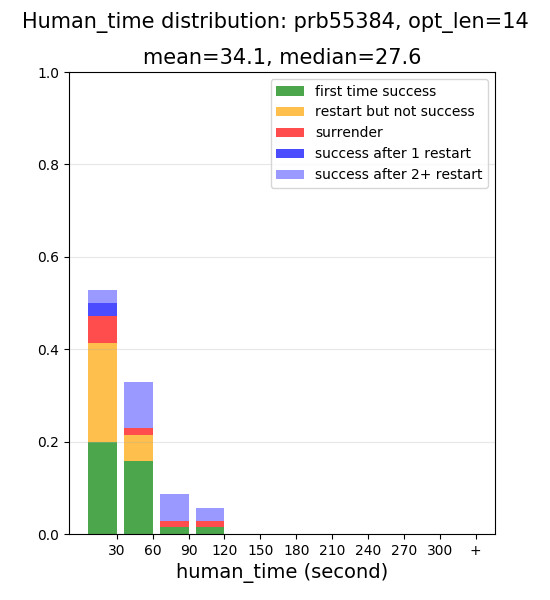 Human_time distribution: prb55384, opt_len=14
mean=34.1, median=27.6
1.0
0.8
0.6
0.4
0.2
0.0
first time success
restart but not success
surrender
success after 1 restart
success after 2+ restart
30 60 90 120 150 180 210 240 270 300 +
human_time (second)